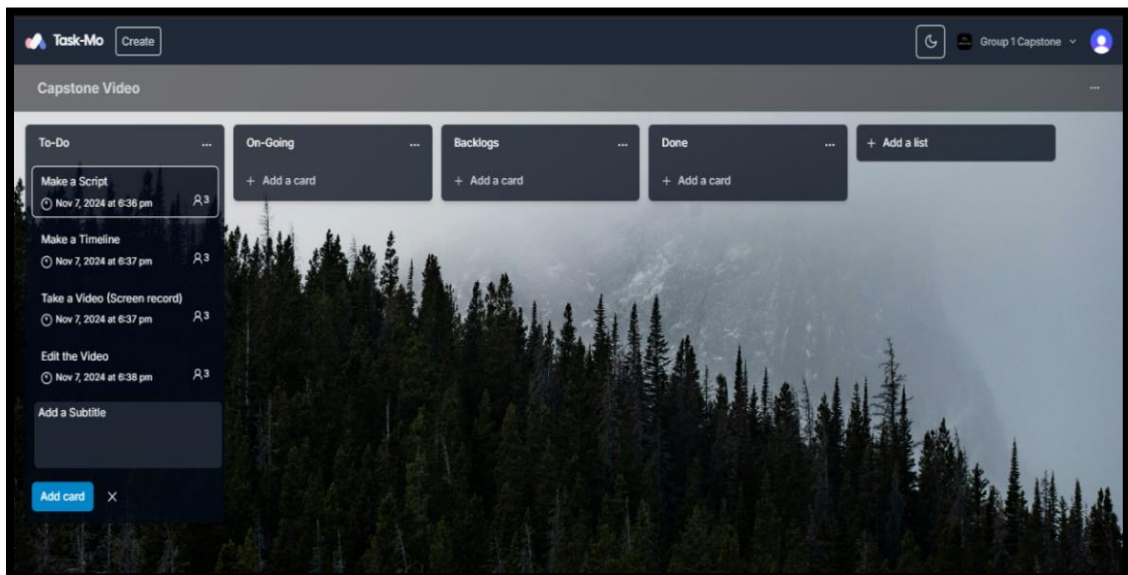 Task-Mo
Create
Group 1 Capstone
Capstone Video
...
To-Do
...
Make a Script
Nov 7, 2024 at 6:36 pm
3
Make a Timeline
Nov 7, 2024 at 6:37 pm
3
Take a Video (Screen record)
Nov 7, 2024 at 6:37 pm
3
Edit the Video
Nov 7, 2024 at 6:38 pm
3
Add a Subtitle
Add card
X
On-Going
...
+ Add a card
Backlogs
...
+ Add a card
Done
...
+ Add a card
+ Add a list